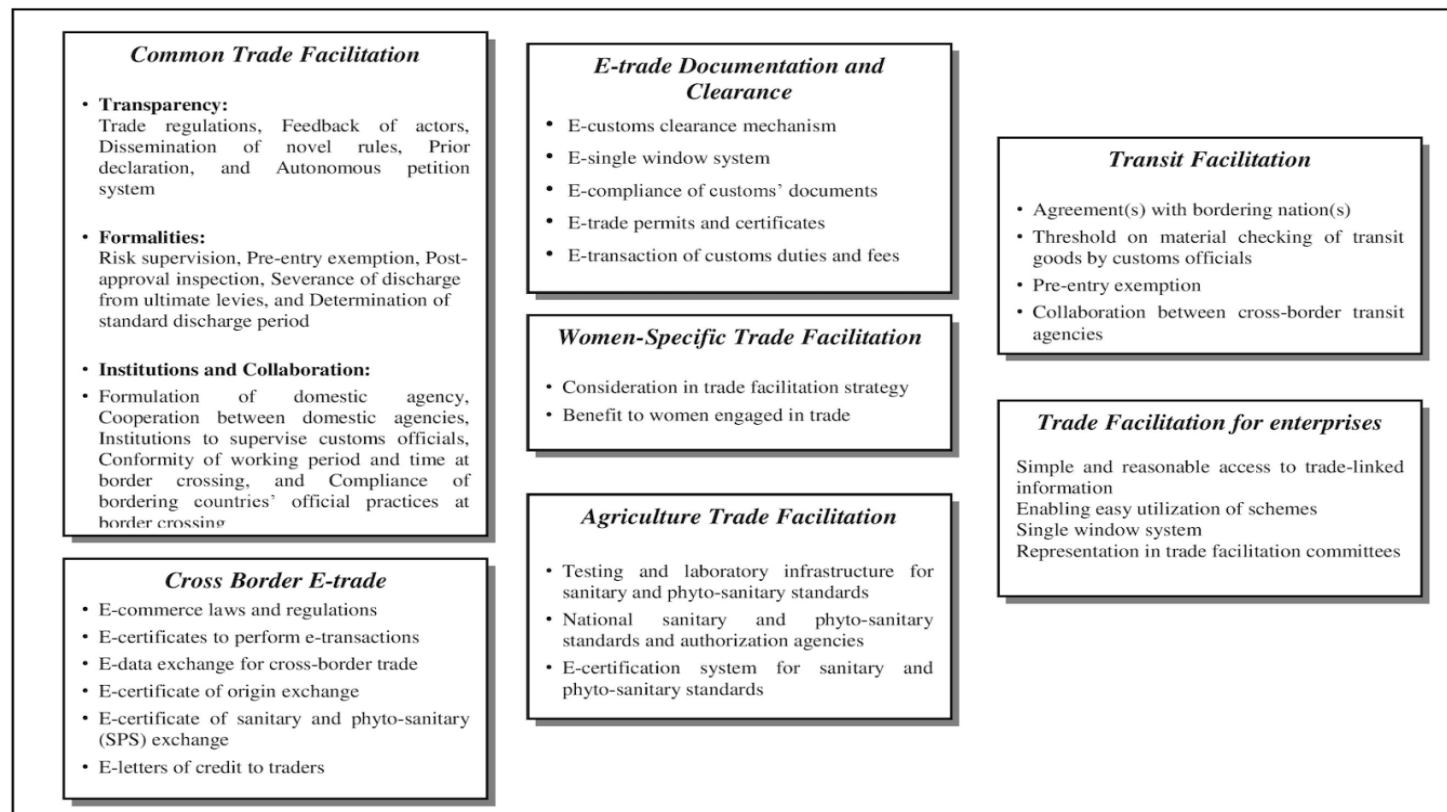 Common Trade Facilitation
• Transparency:
Trade regulations, Feedback of actors,
Dissemination of novel rules, Prior
declaration, and Autonomous petition
system
• Formalities:
Risk supervision, Pre-entry exemption, Post-
approval inspection, Severance of discharge
from ultimate levies, and Determination of
standard discharge period
• Institutions and Collaboration:
• Formulation of domestic agency,
Cooperation between domestic agencies,
Institutions to supervise customs officials,
Conformity of working period and time at
border crossing, and Compliance of
bordering countries' official practices at
border crossing
Cross Border E-trade
• E-commerce laws and regulations
• E-certificates to perform e-transactions
• E-data exchange for cross-border trade
• E-certificate of origin exchange
• E-certificate of sanitary and phyto-sanitary
(SPS) exchange
• E-letters of credit to traders
E-trade Documentation and
Clearance
• E-customs clearance mechanism
• E-single window system
• E-compliance of customs' documents
• E-trade permits and certificates
• E-transaction of customs duties and fees
Women-Specific Trade Facilitation
• Consideration in trade facilitation strategy
• Benefit to women engaged in trade
Agriculture Trade Facilitation
• Testing and laboratory infrastructure for
sanitary and phyto-sanitary standards
• National sanitary and phyto-sanitary
standards and authorization agencies
• E-certification system for sanitary and
phyto-sanitary standards
Transit Facilitation
• Agreement(s) with bordering nation(s)
• Threshold on material checking of transit
goods by customs officials
• Pre-entry exemption
• Collaboration between cross-border transit
agencies
Trade Facilitation for enterprises
Simple and reasonable access to trade-linked
information
Enabling easy utilization of schemes
Single window system
Representation in trade facilitation committees